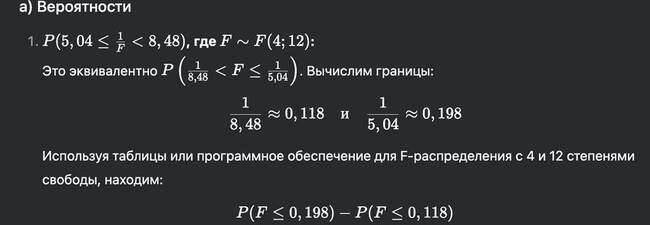 а) Вероятности
1. P(5,04 ≤ 1/F < 8,48), где F ∼ F(4; 12):
Это эквивалентно P(1/8,48 < F ≤ 1/5,04). Вычислим границы:
1/8,48 ≈ 0,118 и 1/5,04 ≈ 0,198
Используя таблицы или программное обеспечение для F-распределения с 4 и 12 степенями
свободы, находим:
P(F ≤ 0,198) − P(F ≤ 0,118)